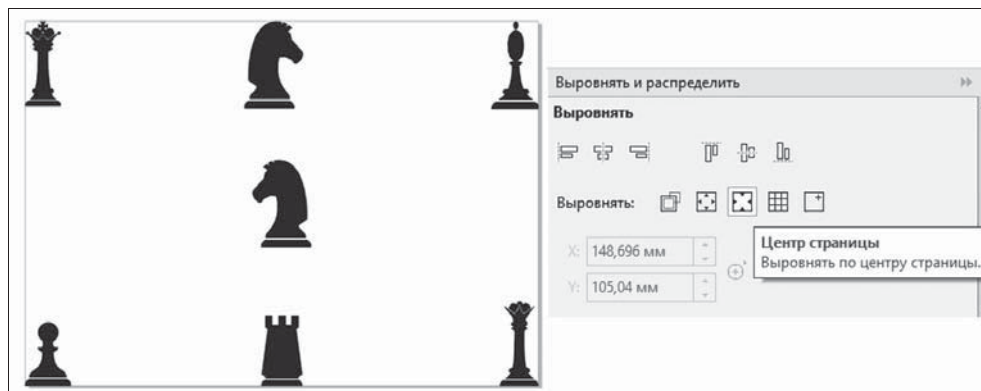 Выровнять и распределить
Выровнять
Выровнять:
X: 148,696 мм
Y: 105,04 мм
Центр страницы
Выровнять по центру страницы.